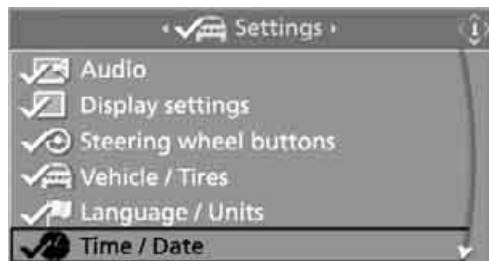 Settings
Audio
Display settings
Steering wheel buttons
Vehicle / Tires
Language / Units
Time / Date